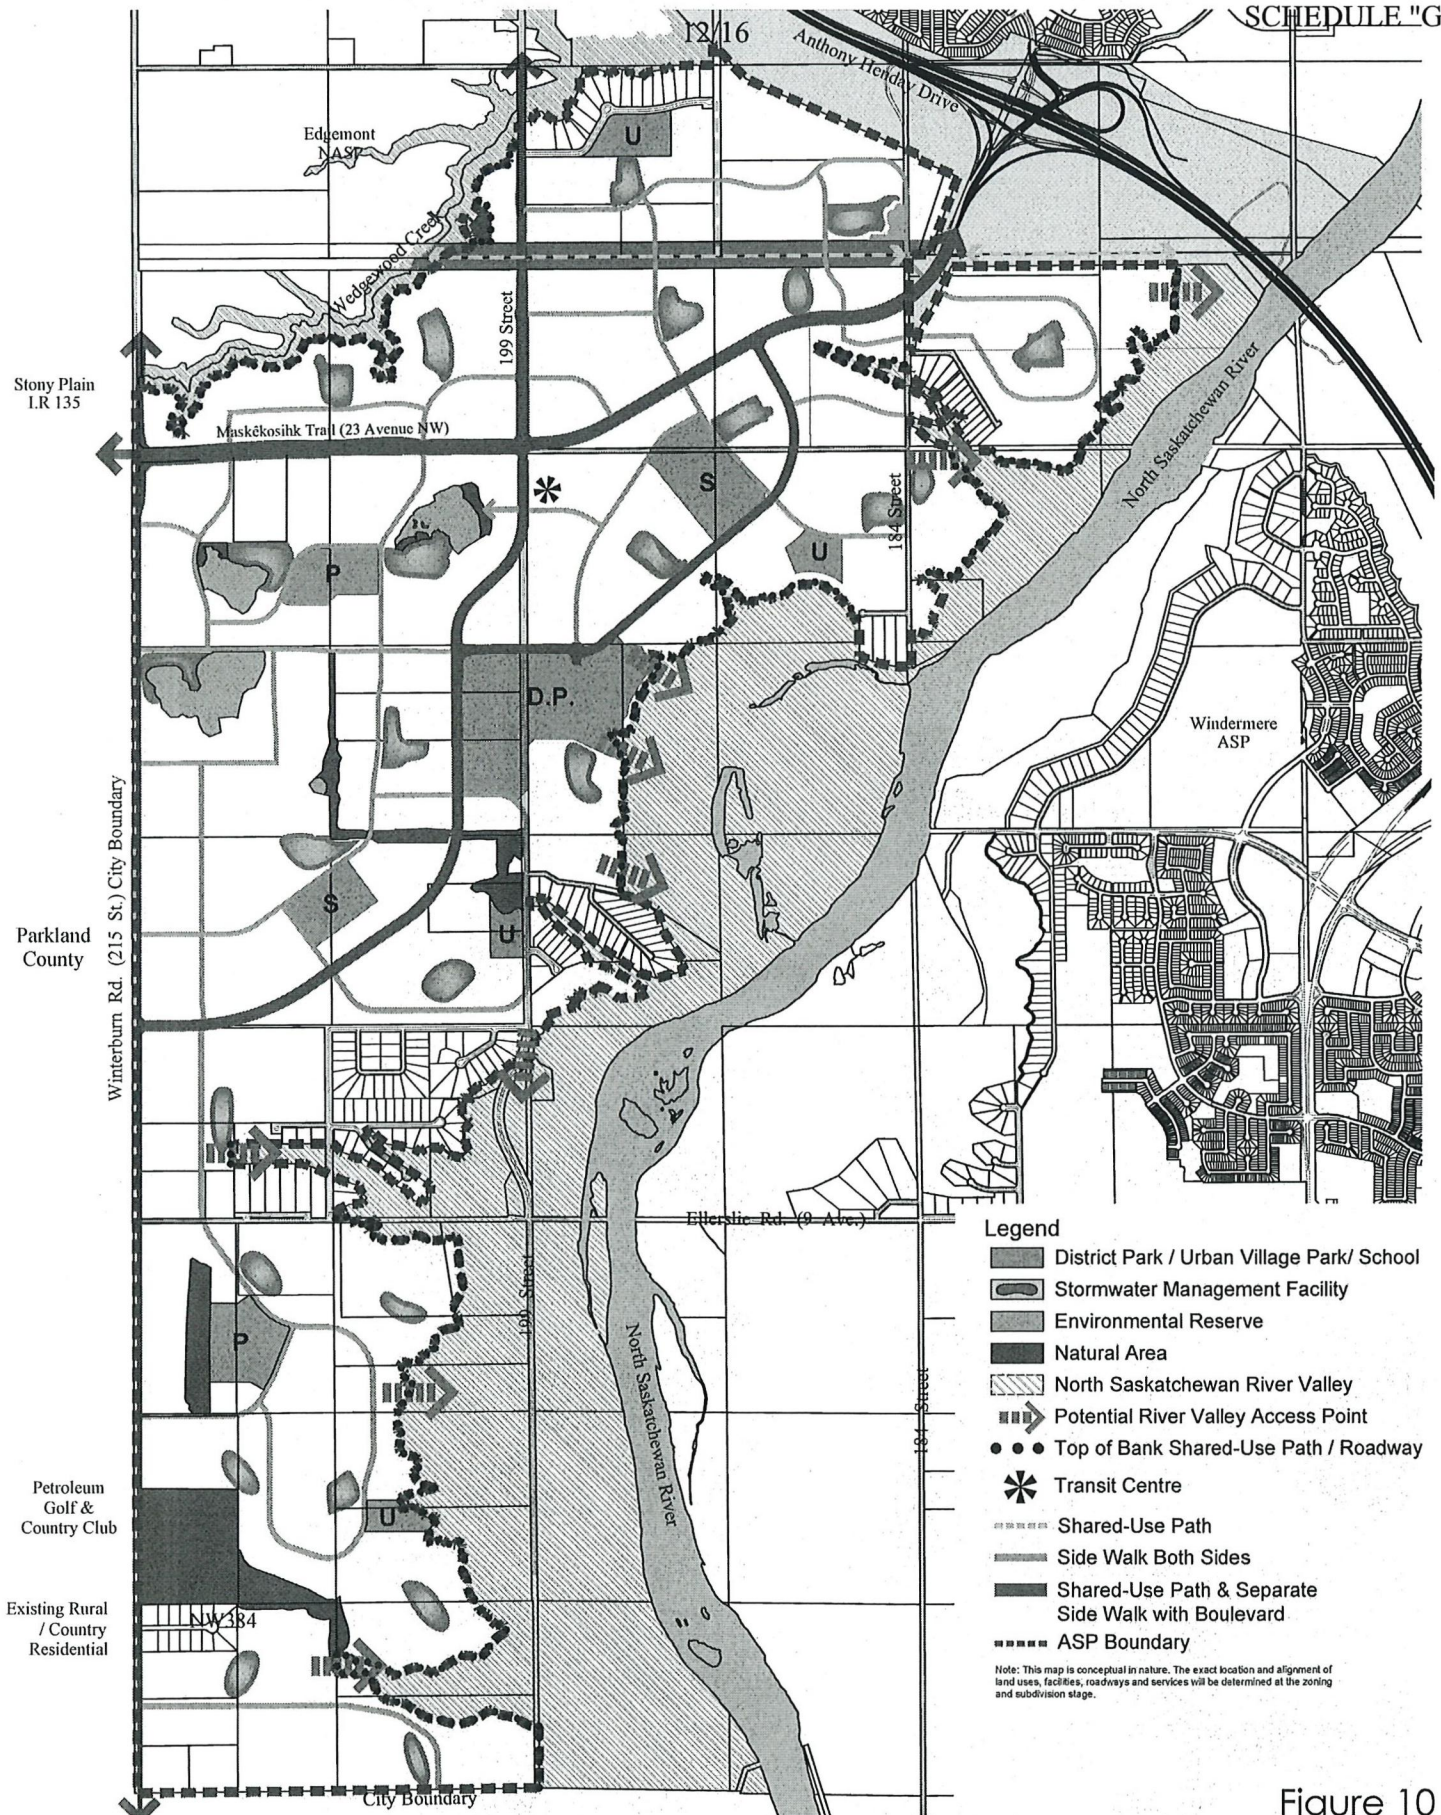 SCHEDULE "G
12/16
Anthony Henday Drive
Edgemont
NASP
U
Wedgewood Creek
199 Street
Stony Plain
I.R 135
Maskêkosihk Trail (23 Avenue NW)
North Saskatchewan River
S
184 Street
U
P
D.P.
Windermere
ASP
Winterburn Rd. (215 St.) City Boundary
S
U
Parkland
County
Ellerslie Rd. (9 Ave.)
199 Street
P
North Saskatchewan River
184 Street
Petroleum
Golf &
Country Club
U
Existing Rural
/ Country
Residential
NW384
City Boundary
Legend
District Park / Urban Village Park/ School
Stormwater Management Facility
Environmental Reserve
Natural Area
North Saskatchewan River Valley
Potential River Valley Access Point
Top of Bank Shared-Use Path / Roadway
Transit Centre
Shared-Use Path
Side Walk Both Sides
Shared-Use Path & Separate
Side Walk with Boulevard
ASP Boundary
Note: This map is conceptual in nature. The exact location and alignment of
land uses, facilities, roadways and services will be determined at the zoning
and subdivision stage.
Figure 10